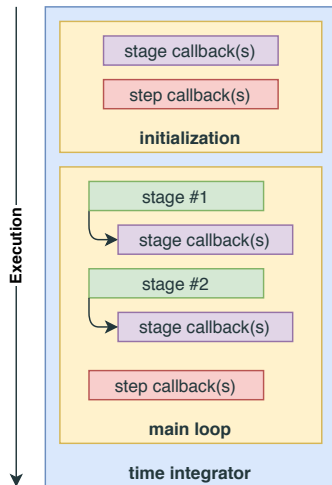 stage callback(s)
step callback(s)
initialization
Execution
stage #1
stage callback(s)
stage #2
stage callback(s)
step callback(s)
main loop
time integrator